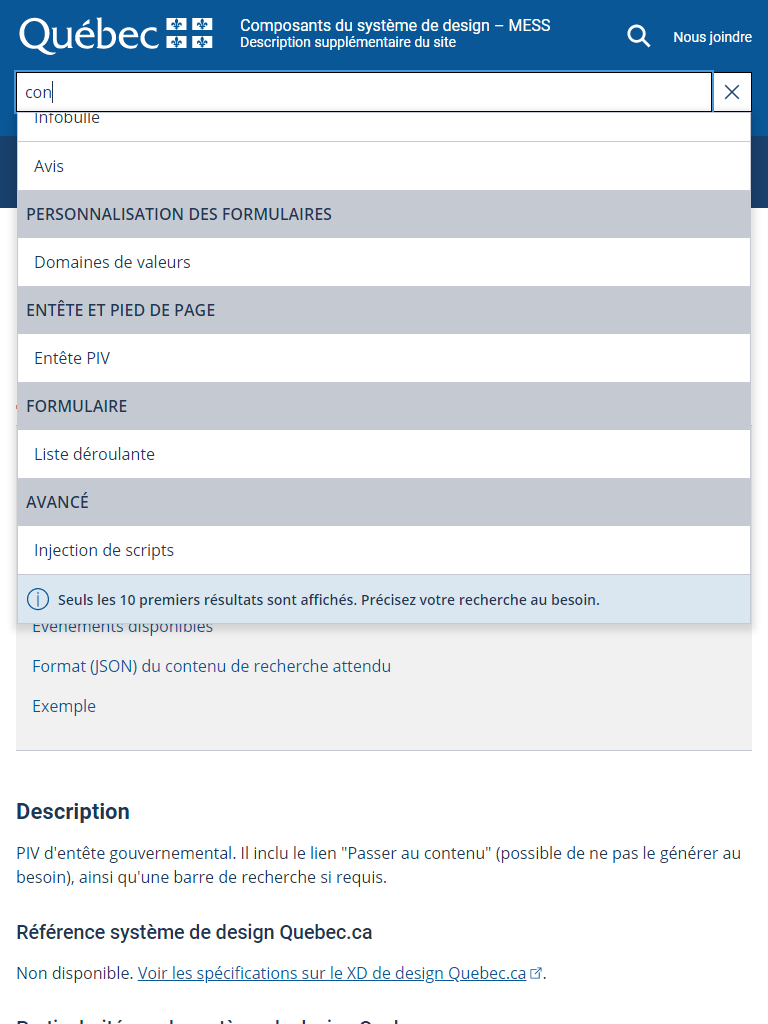 Québec
Composants du système de design – MESS
Description supplémentaire du site
Nous joindre
con
Infobulle
Avis
PERSONNALISATION DES FORMULAIRES
Domaines de valeurs
ENTÊTE ET PIED DE PAGE
Entête PIV
FORMULAIRE
Liste déroulante
AVANCÉ
Injection de scripts
Seuls les 10 premiers résultats sont affichés. Précisez votre recherche au besoin.
Événements disponibles
Format (JSON) du contenu de recherche attendu
Exemple
Description
PIV d'entête gouvernemental. Il inclu le lien "Passer au contenu" (possible de ne pas le générer au
besoin), ainsi qu'une barre de recherche si requis.
Référence système de design Quebec.ca
Non disponible. Voir les spécifications sur le XD de design Quebec.ca.